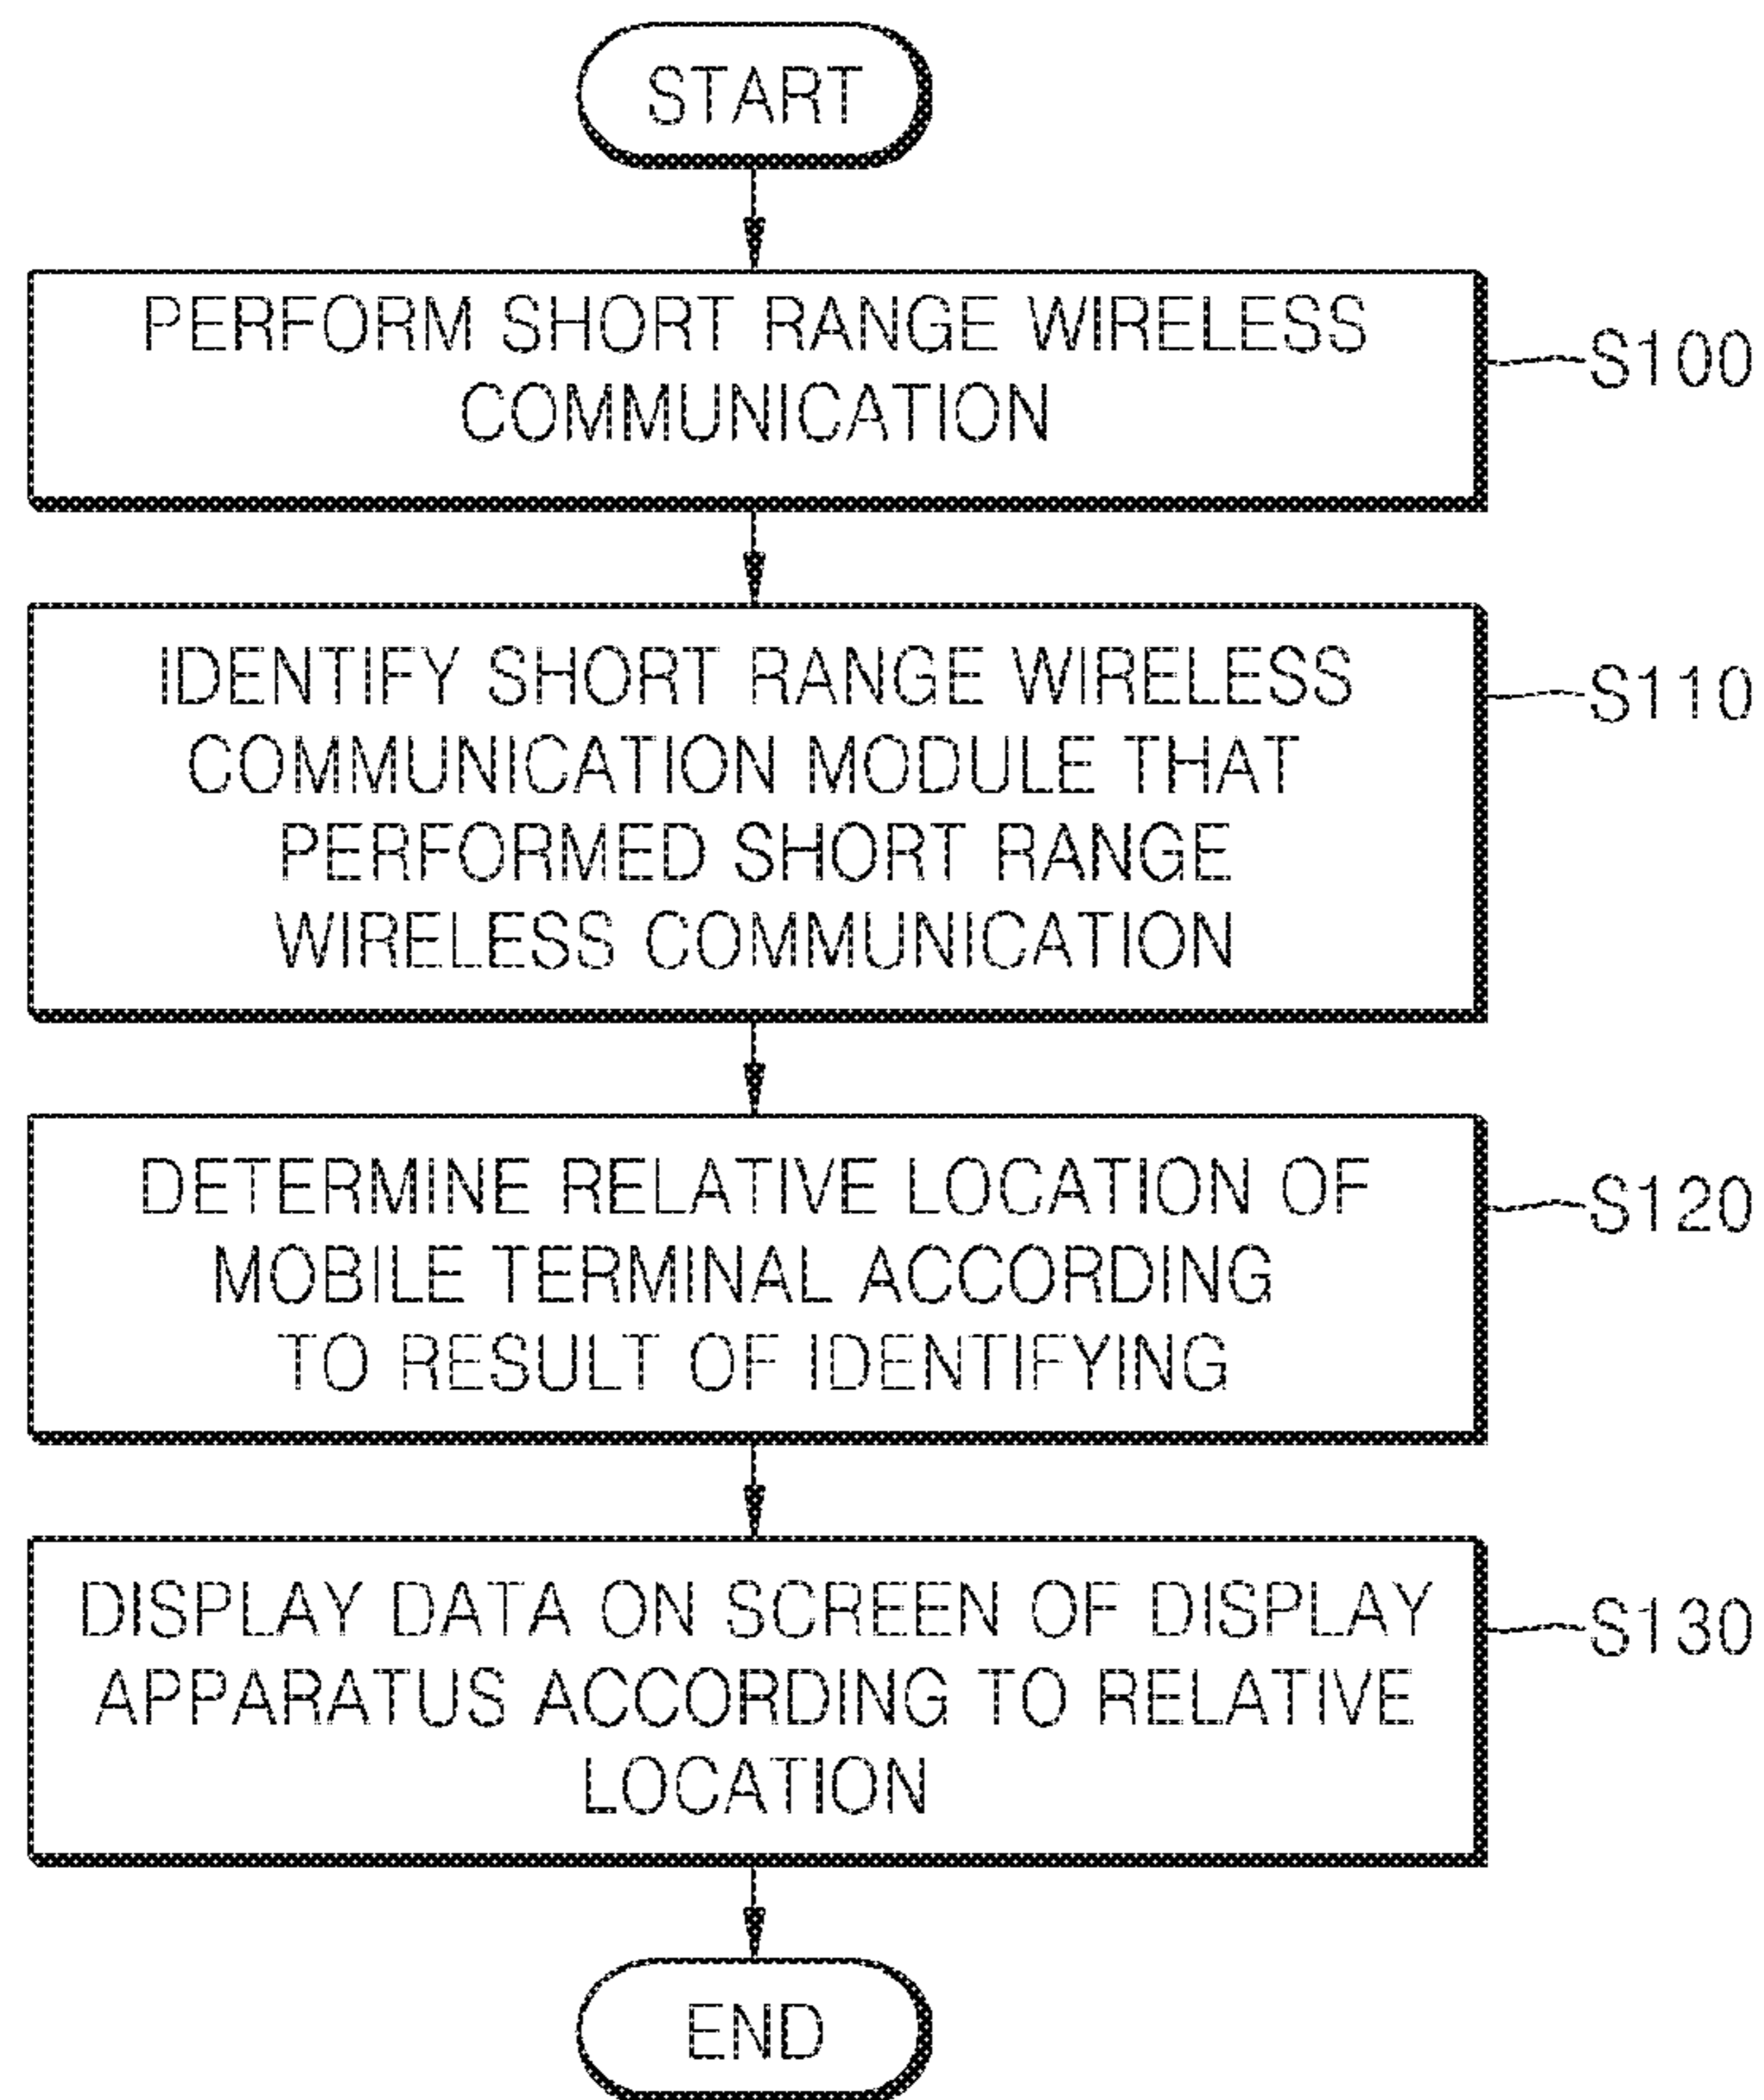 START
PERFORM SHORT RANGE WIRELESS
COMMUNICATION
S100
IDENTIFY SHORT RANGE WIRELESS
COMMUNICATION MODULE THAT
PERFORMED SHORT RANGE
WIRELESS COMMUNICATION
S110
DETERMINE RELATIVE LOCATION OF
MOBILE TERMINAL ACCORDING
TO RESULT OF IDENTIFYING
S120
DISPLAY DATA ON SCREEN OF DISPLAY
APPARATUS ACCORDING TO RELATIVE
LOCATION
S130
END